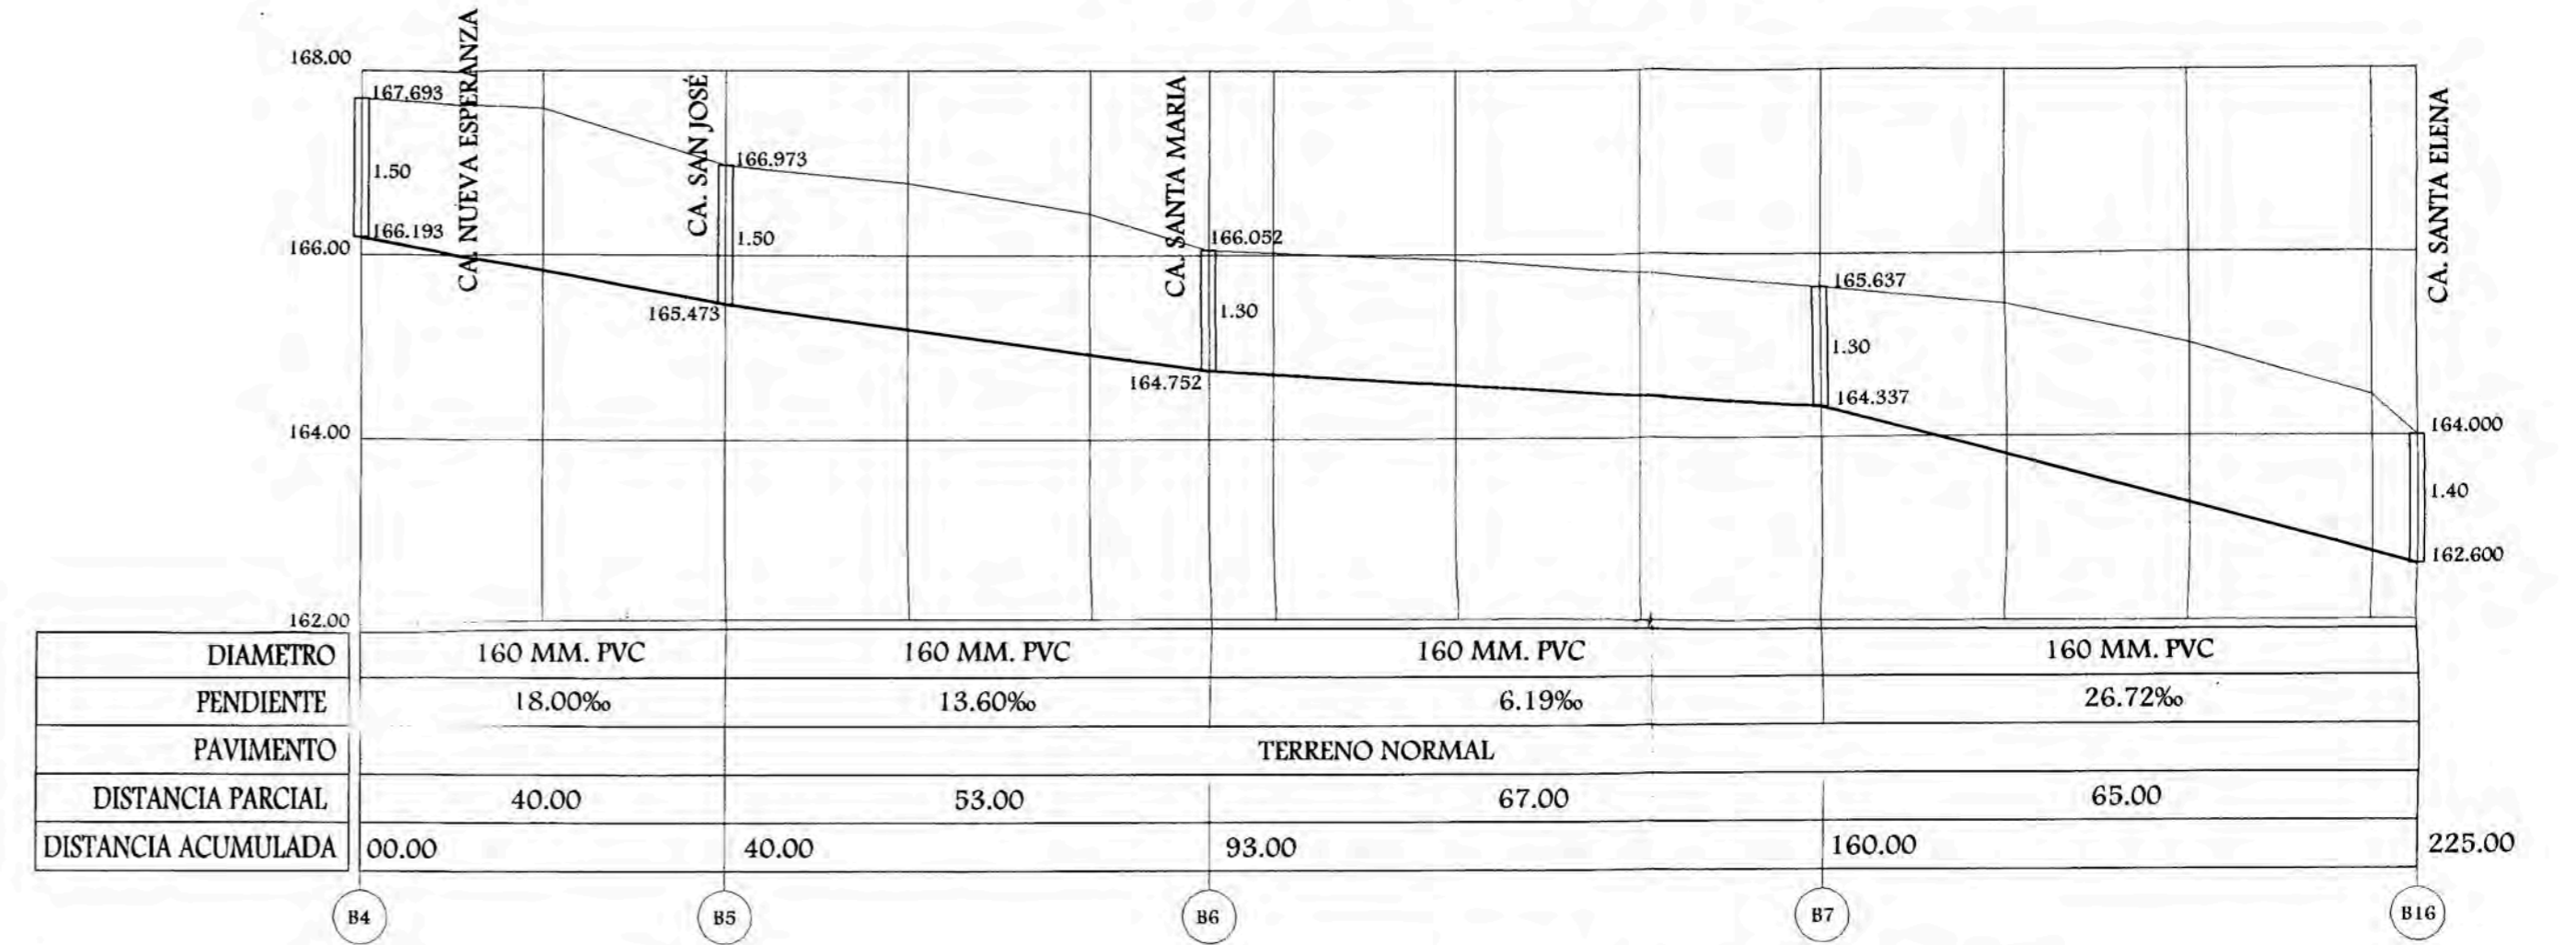 168.00
167.693
1.50
166.193
166.00
CA. NUEVA ESPERANZA
CA. SAN JOSÉ
166.973
1.50
165.473
CA. SANTA MARIA
166.052
1.30
164.752
165.637
1.30
164.337
CA. SANTA ELENA
164.000
1.40
162.600
164.00
162.00
DIAMETRO 160 MM. PVC 160 MM. PVC 160 MM. PVC 160 MM. PVC
PENDIENTE 18.00‰ 13.60‰ 6.19‰ 26.72‰
PAVIMENTO TERRENO NORMAL
DISTANCIA PARCIAL 40.00 53.00 67.00 65.00
DISTANCIA ACUMULADA 00.00 40.00 93.00 160.00 225.00
B4 B5 B6 B7 B16